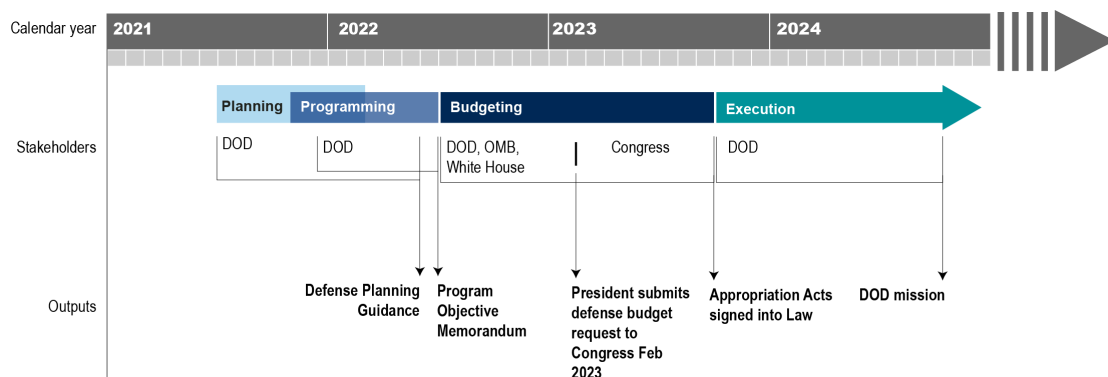 Calendar year
2021
2022
2023
2024
Planning
Programming
Budgeting
Execution
Stakeholders
DOD
DOD
DOD, OMB,
White House
Congress
DOD
Outputs
Defense Planning
Guidance
Program
Objective
Memorandum
President submits
defense budget
request to
Congress Feb
2023
Appropriation Acts
signed into Law
DOD mission